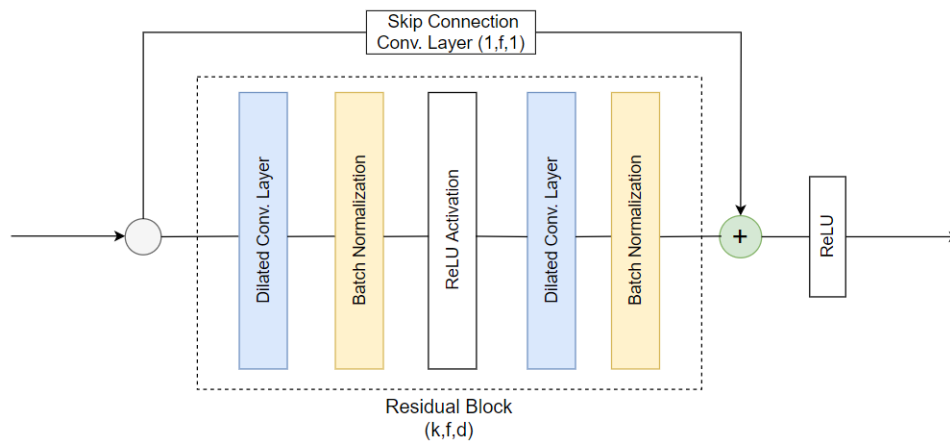 Skip Connection
Conv. Layer (1,f,1)
Dilated Conv. Layer
Batch Normalization
ReLU Activation
Dilated Conv. Layer
Batch Normalization
+
ReLU
Residual Block
(k,f,d)